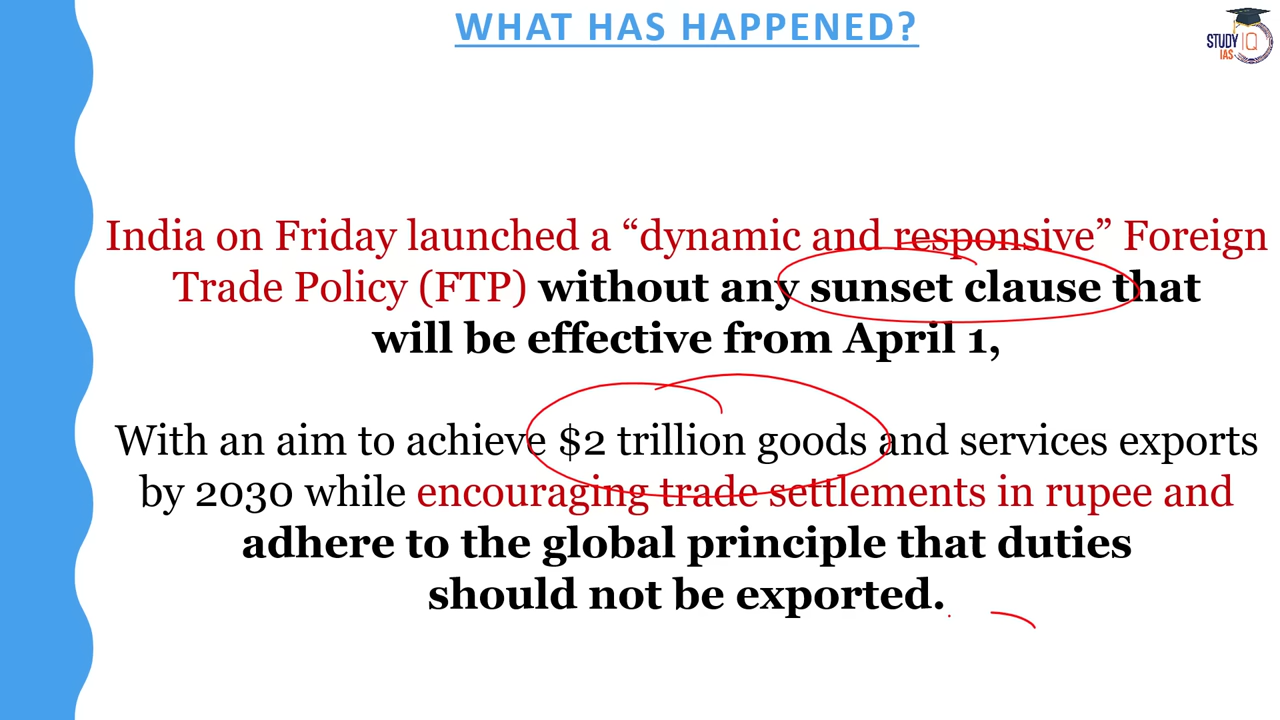 WHAT HAS HAPPENED?
STUDY IQ
IAS
India on Friday launched a “dynamic and responsive” Foreign
Trade Policy (FTP) without any sunset clause that
will be effective from April 1,
With an aim to achieve $2 trillion goods and services exports
by 2030 while encouraging trade settlements in rupee and
adhere to the global principle that duties
should not be exported.